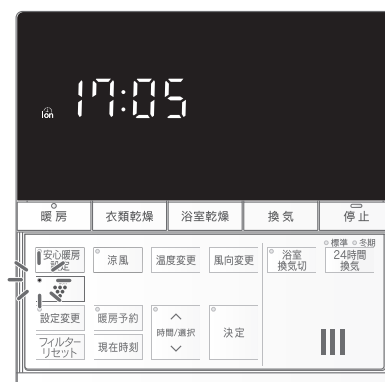 17:05
ion
暖房
衣類乾燥
浴室乾燥
換気
停止
標準 冬期
安心暖房
設定
涼風
温度変更
風向変更
浴室
換気切
24時間
換気
設定変更
暖房予約
時間/選択
決定
フィルター
リセット
現在時刻